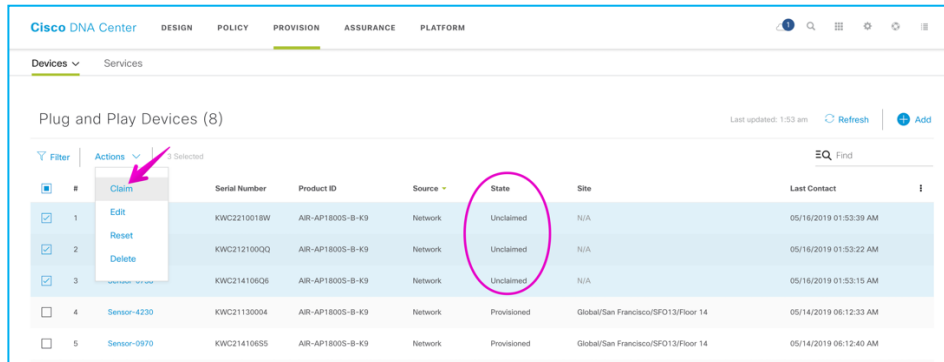 Cisco DNA Center DESIGN POLICY PROVISION ASSURANCE PLATFORM 1
Devices Services
Plug and Play Devices (8) Last updated: 1:53 am Refresh Add
Filter Actions 3 Selected Find
# Claim Serial Number Product ID Source State Site Last Contact
1 Edit KWC2210018W AIR-AP1800S-B-K9 Network Unclaimed N/A 05/16/2019 01:53:39 AM
Reset
2 Delete KWC212100QQ AIR-AP1800S-B-K9 Network Unclaimed N/A 05/16/2019 01:53:22 AM
3 KWC214106Q6 AIR-AP1800S-B-K9 Network Unclaimed N/A 05/16/2019 01:53:15 AM
4 Sensor-4230 KWC21130004 AIR-AP1800S-B-K9 Network Provisioned Global/San Francisco/SFO13/Floor 14 05/14/2019 06:12:33 AM
5 Sensor-0970 KWC214106S5 AIR-AP1800S-B-K9 Network Provisioned Global/San Francisco/SFO13/Floor 14 05/14/2019 06:12:40 AM